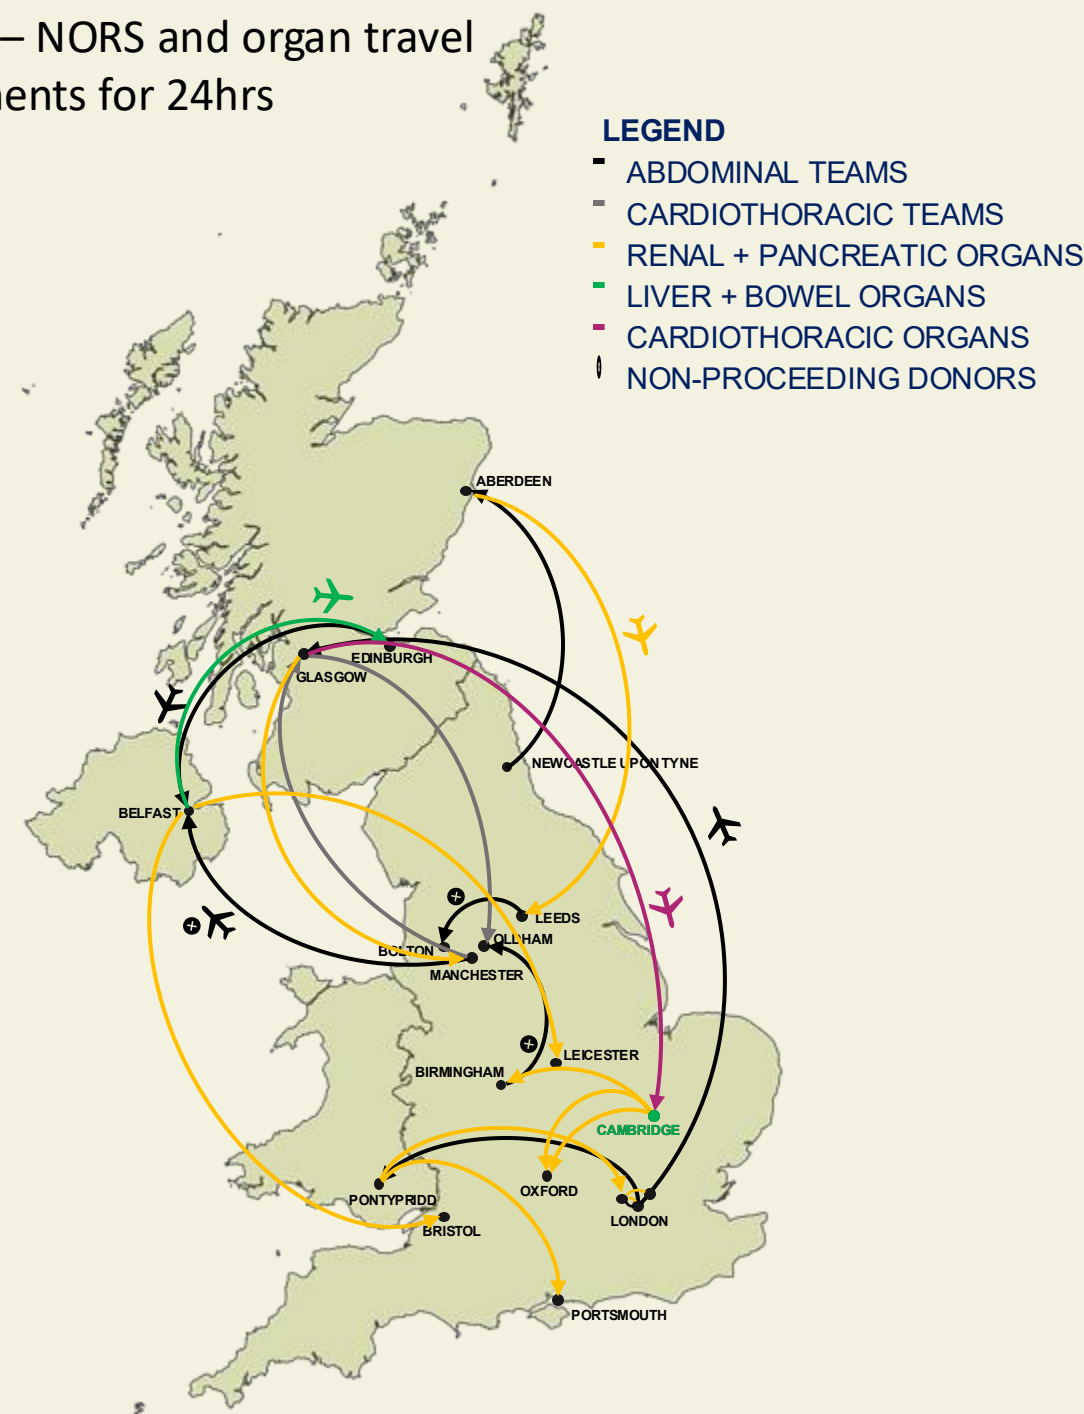 – NORS and organ travel
ments for 24hrs
LEGEND
ABDOMINAL TEAMS
CARDIOTHORACIC TEAMS
RENAL + PANCREATIC ORGANS
LIVER + BOWEL ORGANS
CARDIOTHORACIC ORGANS
NON-PROCEEDING DONORS
ABERDEEN
EDINBURGH
GLASGOW
NEWCASTLE UPON TYNE
BELFAST
LEEDS
OLDHAM
BOLTON
MANCHESTER
LEICESTER
BIRMINGHAM
CAMBRIDGE
OXFORD
PONTYPRIDD
LONDON
BRISTOL
PORTSMOUTH